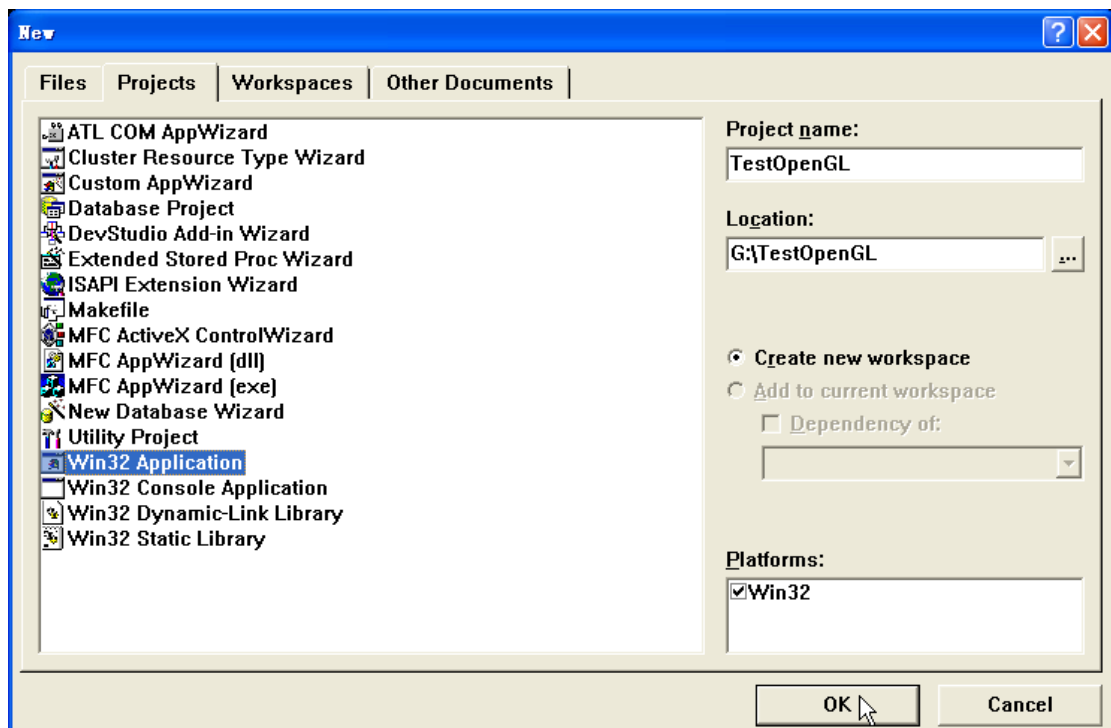 New
Files Projects Workspaces Other Documents
ATL COM AppWizard
Cluster Resource Type Wizard
Custom AppWizard
Database Project
DevStudio Add-in Wizard
Extended Stored Proc Wizard
ISAPI Extension Wizard
Makefile
MFC ActiveX ControlWizard
MFC AppWizard (dll)
MFC AppWizard (exe)
New Database Wizard
Utility Project
Win32 Application
Win32 Console Application
Win32 Dynamic-Link Library
Win32 Static Library
Project name:
TestOpenGL
Location:
G:\TestOpenGL
...
Create new workspace
Add to current workspace
Dependency of:
Platforms:
Win32
OK Cancel